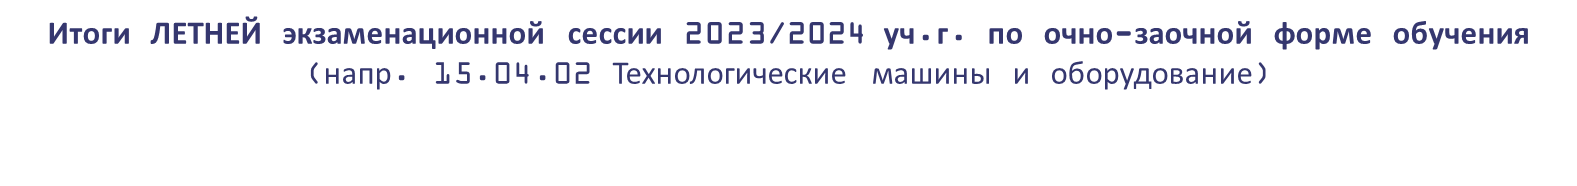 Итоги ЛЕТНЕЙ экзаменационной сессии 2023/2024 уч.г. по очно-заочной форме обучения
(напр. 15.04.02 Технологические машины и оборудование)